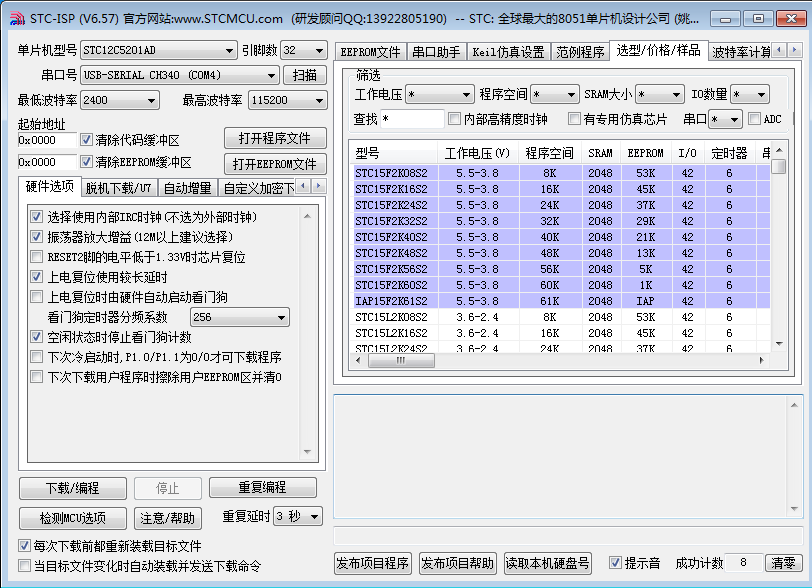 STC-ISP (V6.57) 官方网站:www.STCMCU.com (研发顾问QQ:13922805190) -- STC: 全球最大的8051单片机设计公司 (姚...
单片机型号 STC12C5201AD 引脚数 32
串口号 USB-SERIAL CH340 (COM4) 扫描
最低波特率 2400 最高波特率 115200
起始地址
0x0000 清除代码缓冲区 打开程序文件
0x0000 清除EEPROM缓冲区 打开EEPROM文件
硬件选项 脱机下载/U7 自动增量 自定义加密下
选择使用内部IRC时钟(不选为外部时钟)
振荡器放大增益(12M以上建议选择)
RESET2脚的电平低于1.33V时芯片复位
上电复位使用较长延时
上电复位时由硬件自动启动看门狗
看门狗定时器分频系数 256
空闲状态时停止看门狗计数
下次冷启动时,P1.0/P1.1为0/0才可下载程序
下次下载用户程序时擦除用户EEPROM区并清0
下载/编程 停止 重复编程
检测MCU选项 注意/帮助 重复延时 3 秒
每次下载前都重新装载目标文件
当目标文件变化时自动装载并发送下载命令
EEPROM文件 串口助手 Keil仿真设置 范例程序 选型/价格/样品 波特率计算
筛选
工作电压 * 程序空间 * SRAM大小 * IO数量 *
查找 * 内部高精度时钟 有专用仿真芯片 串口 * ADC
型号 工作电压(V) 程序空间 SRAM EEPROM I/O 定时器 串
STC15F2K08S2 5.5-3.8 8K 2048 53K 42 6
STC15F2K16S2 5.5-3.8 16K 2048 45K 42 6
STC15F2K24S2 5.5-3.8 24K 2048 37K 42 6
STC15F2K32S2 5.5-3.8 32K 2048 29K 42 6
STC15F2K40S2 5.5-3.8 40K 2048 21K 42 6
STC15F2K48S2 5.5-3.8 48K 2048 13K 42 6
STC15F2K56S2 5.5-3.8 56K 2048 5K 42 6
STC15F2K60S2 5.5-3.8 60K 2048 1K 42 6
IAP15F2K61S2 5.5-3.8 61K 2048 IAP 42 6
STC15L2K08S2 3.6-2.4 8K 2048 53K 42 6
STC15L2K16S2 3.6-2.4 16K 2048 45K 42 6
STC15L2K24S2 3.6-2.4 24K 2048 37K 42 6
发布项目程序 发布项目帮助 读取本机硬盘号 提示音 成功计数 8 清零